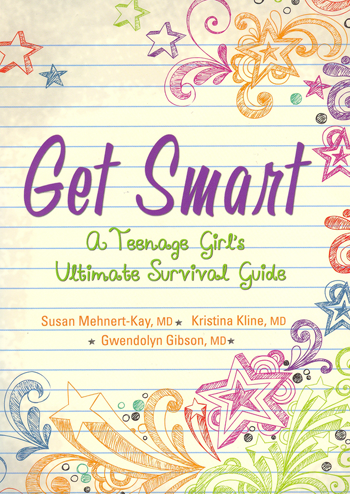 Get Smart
A Teenage Girl's
Ultimate Survival Guide
Susan Mehnert-Kay, MD ★ Kristina Kline, MD
★ Gwendolyn Gibson, MD ★